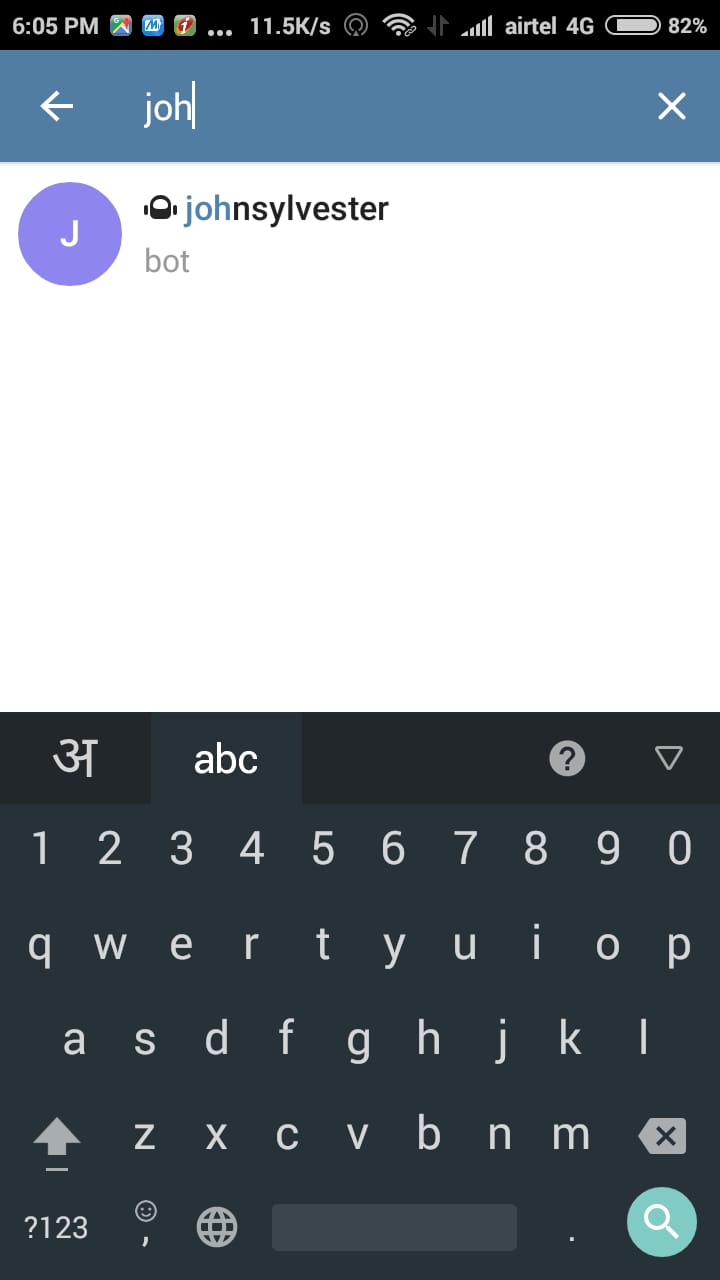 6:05 PM ... 11.5K/s airtel 4G 82%
joh
J
johnsylvester
bot
अ abc ?
1 2 3 4 5 6 7 8 9 0
q w e r t y u i o p
a s d f g h j k l
z x c v b n m
?123 , .